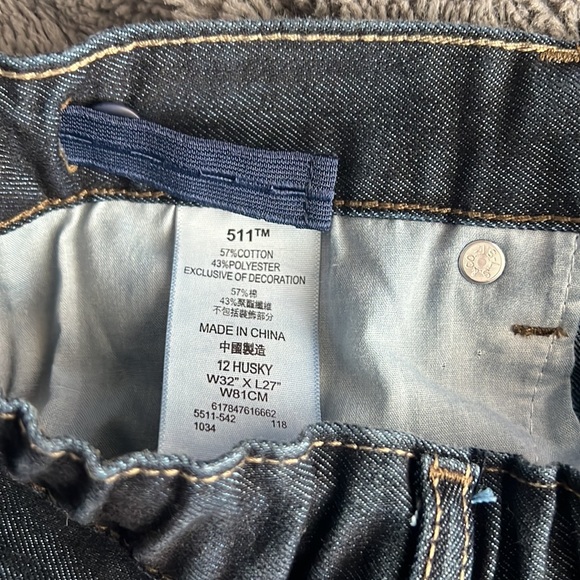 511™
57%COTTON
43%POLYESTER
EXCLUSIVE OF DECORATION
57%棉
43%聚酯纖維
不包括裝飾部分
MADE IN CHINA
中國製造
12 HUSKY
W32" X L27"
W81CM
617847616662
5511-542 118
1034